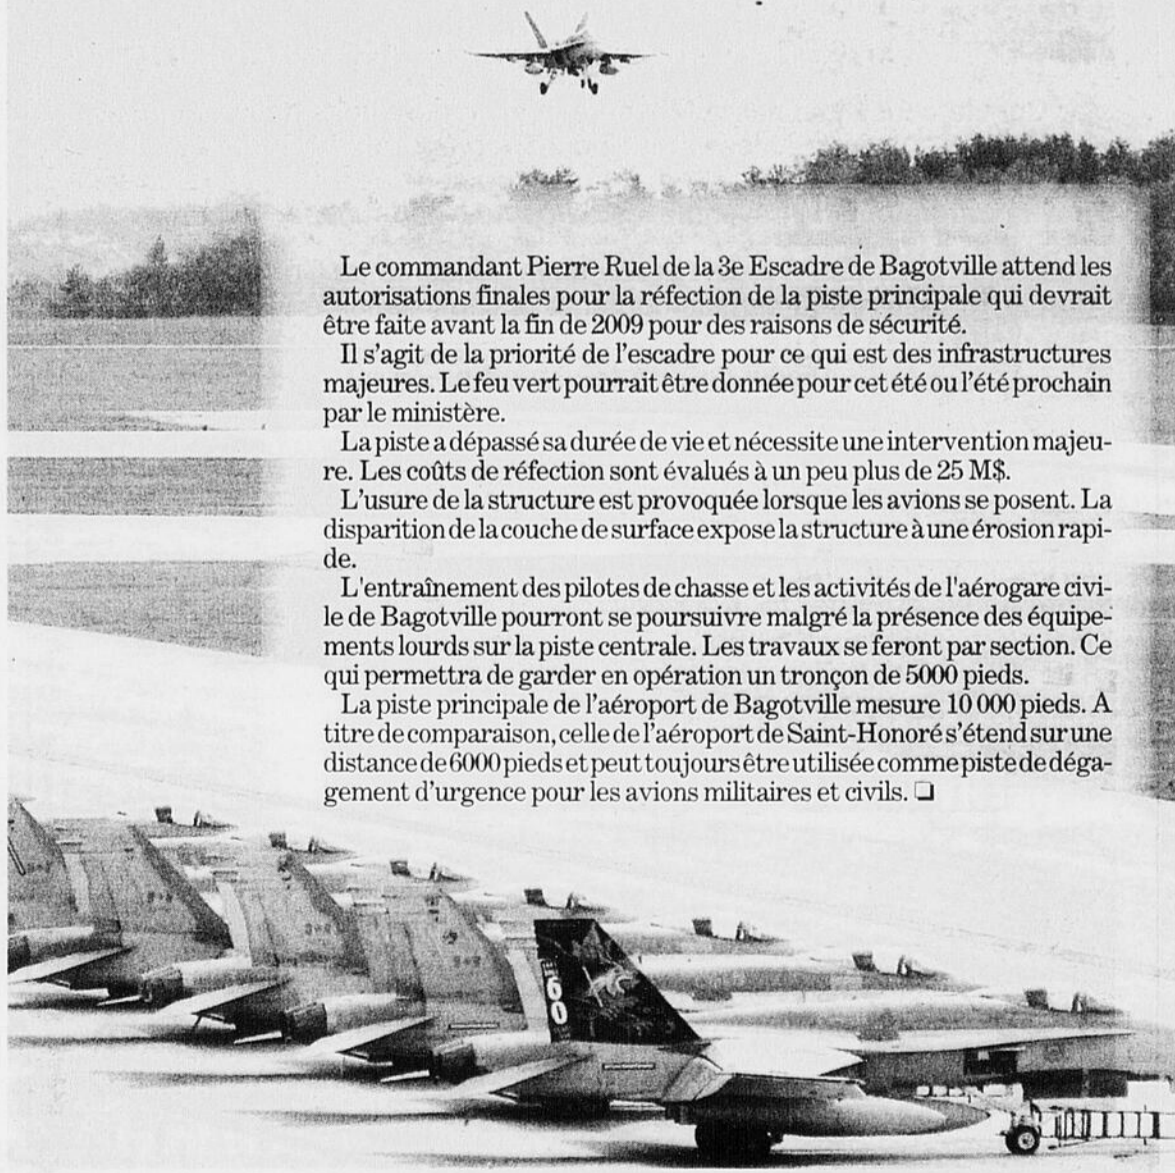 Le commandant Pierre Ruel de la 3e Escadre de Bagotville attend les
autorisations finales pour la réfection de la piste principale qui devrait
être faite avant la fin de 2009 pour des raisons de sécurité.
Il s'agit de la priorité de l'escadre pour ce qui est des infrastructures
majeures. Le feu vert pourrait être donnée pour cet été ou l'été prochain
par le ministère.
La piste a dépassé sa durée de vie et nécessite une intervention majeu-
re. Les coûts de réfection sont évalués à un peu plus de 25 M$.
L'usure de la structure est provoquée lorsque les avions se posent. La
disparition de la couche de surface expose la structure à une érosion rapi-
de.
L'entraînement des pilotes de chasse et les activités de l'aérogare civi-
le de Bagotville pourront se poursuivre malgré la présence des équipe-
ments lourds sur la piste centrale. Les travaux se feront par section. Ce
qui permettra de garder en opération un tronçon de 5000 pieds.
La piste principale de l'aéroport de Bagotville mesure 10 000 pieds. A
titre de comparaison, celle de l'aéroport de Saint-Honoré s'étend sur une
distance de 6000 pieds et peut toujours être utilisée comme piste de déga-
gement d'urgence pour les avions militaires et civils. ❏
60